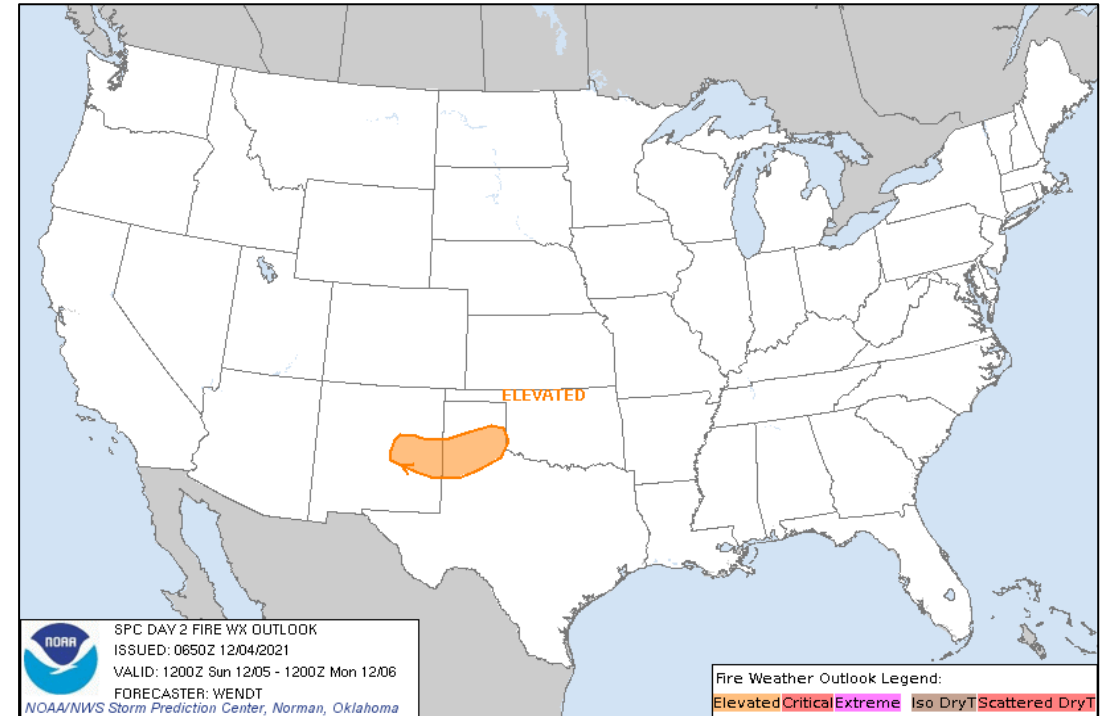 ELEVATED
NOAA
SPC DAY 2 FIRE WX OUTLOOK
ISSUED: 0650Z 12/04/2021
VALID: 1200Z Sun 12/05 - 1200Z Mon 12/06
FORECASTER: WENDT
NOAA/NWS Storm Prediction Center, Norman, Oklahoma
Fire Weather Outlook Legend:
Elevated Critical Extreme Iso DryT Scattered DryT